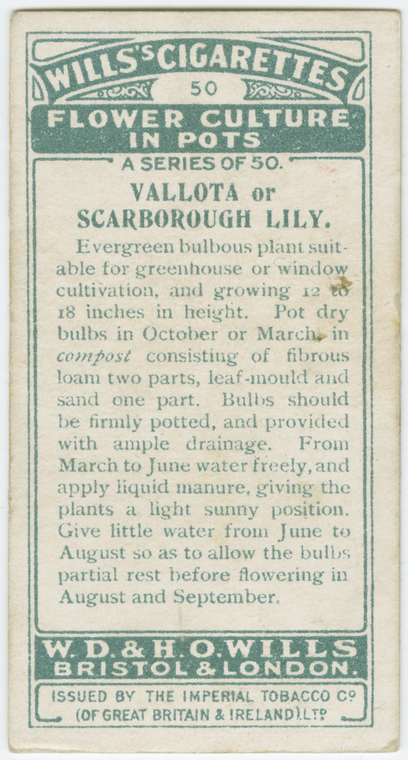 WILLS'S CIGARETTES
50
FLOWER CULTURE
IN POTS
A SERIES OF 50.
VALLOTA or
SCARBOROUGH LILY.
Evergreen bulbous plant suit-
able for greenhouse or window
cultivation, and growing 12 to
18 inches in height. Pot dry
bulbs in October or March, in
compost consisting of fibrous
loam two parts, leaf-mould and
sand one part. Bulbs should
be firmly potted, and provided
with ample drainage. From
March to June water freely, and
apply liquid manure, giving the
plants a light sunny position.
Give little water from June to
August so as to allow the bulbs
partial rest before flowering in
August and September.
W. D. & H. O. WILLS
BRISTOL & LONDON.
ISSUED BY THE IMPERIAL TOBACCO Co
(OF GREAT BRITAIN & IRELAND), LTD